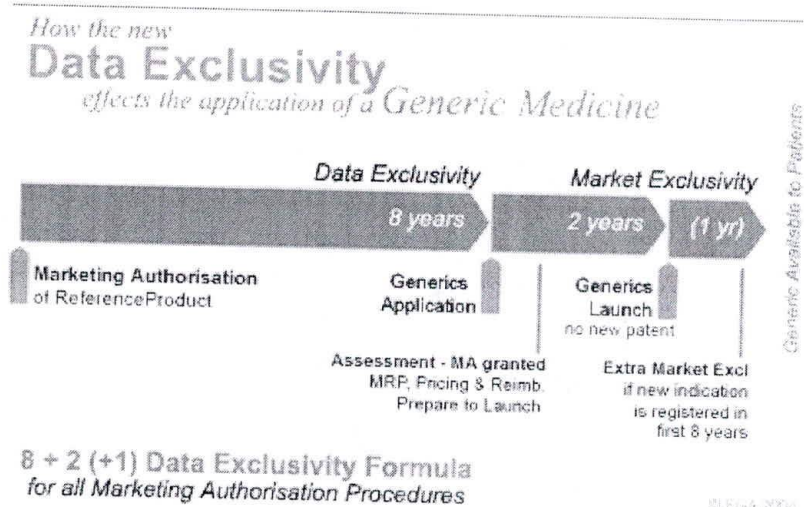 How the new
Data Exclusivity
effects the application of a Generic Medicine
Data Exclusivity
Market Exclusivity
8 years
2 years
(1 yr)
Generic Available to Patients
Marketing Authorisation
of ReferenceProduct
Generics
Application
Generics
Launch
no new patent
Assessment - MA granted
MRP, Pricing & Reimb.
Prepare to Launch
Extra Market Excl
if new indication
is registered in
first 8 years
8 + 2 (+1) Data Exclusivity Formula
for all Marketing Authorisation Procedures